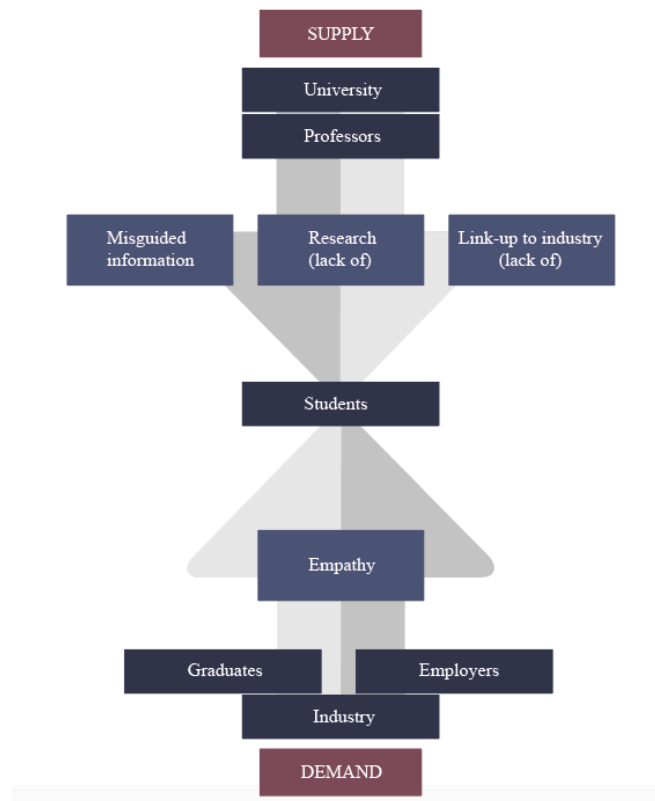 SUPPLY
University
Professors
Misguided
information
Research
(lack of)
Link-up to industry
(lack of)
Students
Empathy
Graduates
Employers
Industry
DEMAND